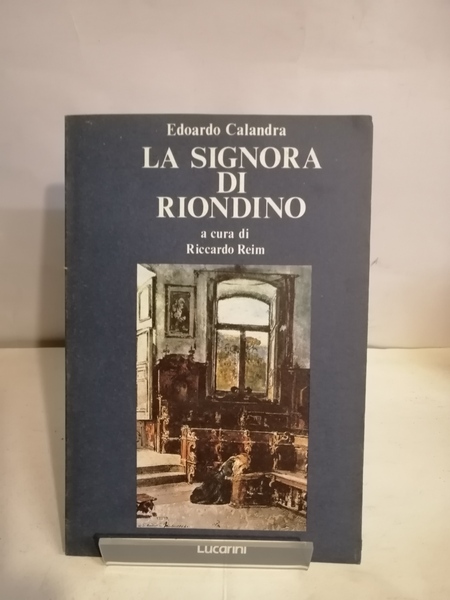 Edoardo Calandra
LA SIGNORA
DI
RIONDINO
a cura di
Riccardo Reim
Lucarini